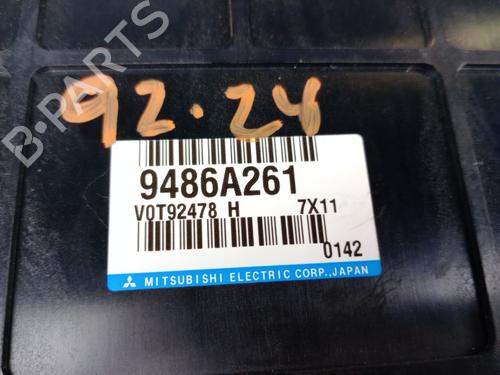 B-PARTS
92.24
9486A261
V0T92478 H 7X11
0142
MITSUBISHI ELECTRIC CORP., JAPAN